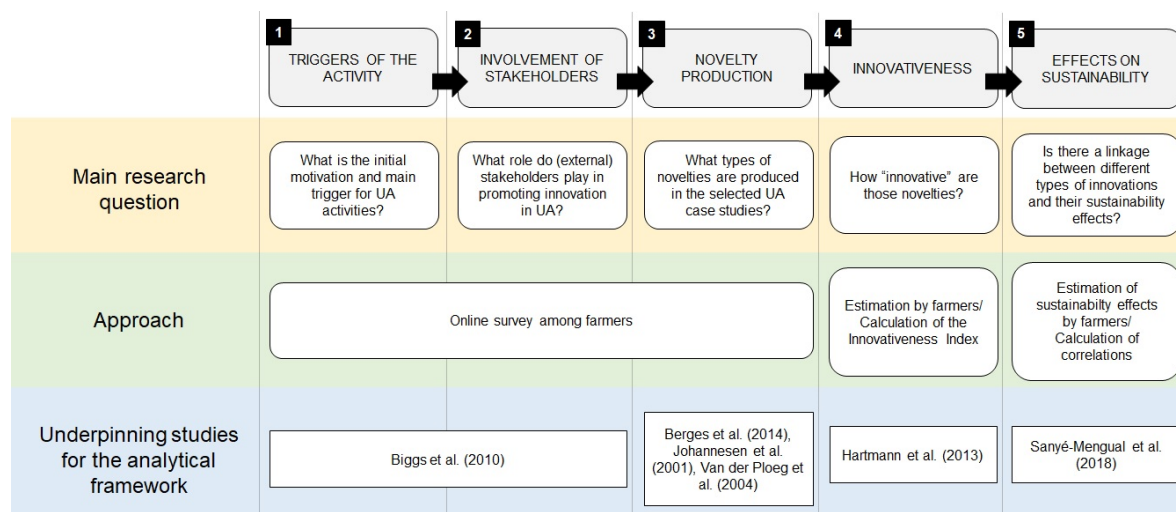 1
TRIGGERS OF THE
ACTIVITY
2
INVOLVEMENT OF
STAKEHOLDERS
3
NOVELTY
PRODUCTION
4
INNOVATIVENESS
5
EFFECTS ON
SUSTAINABILITY
Main research
question
What is the initial
motivation and main
trigger for UA
activities?
What role do (external)
stakeholders play in
promoting innovation
in UA?
What types of
novelties are produced
in the selected UA
case studies?
How “innovative” are
those novelties?
Is there a linkage
between different
types of innovations
and their sustainability
effects?
Approach
Online survey among farmers
Estimation by farmers/
Calculation of the
Innovativeness Index
Estimation of
sustainabilty effects
by farmers/
Calculation of
correlations
Underpinning studies
for the analytical
framework
Biggs et al. (2010)
Berges et al. (2014),
Johannesen et al.
(2001), Van der Ploeg et
al. (2004)
Hartmann et al. (2013)
Sanyé-Mengual et al.
(2018)